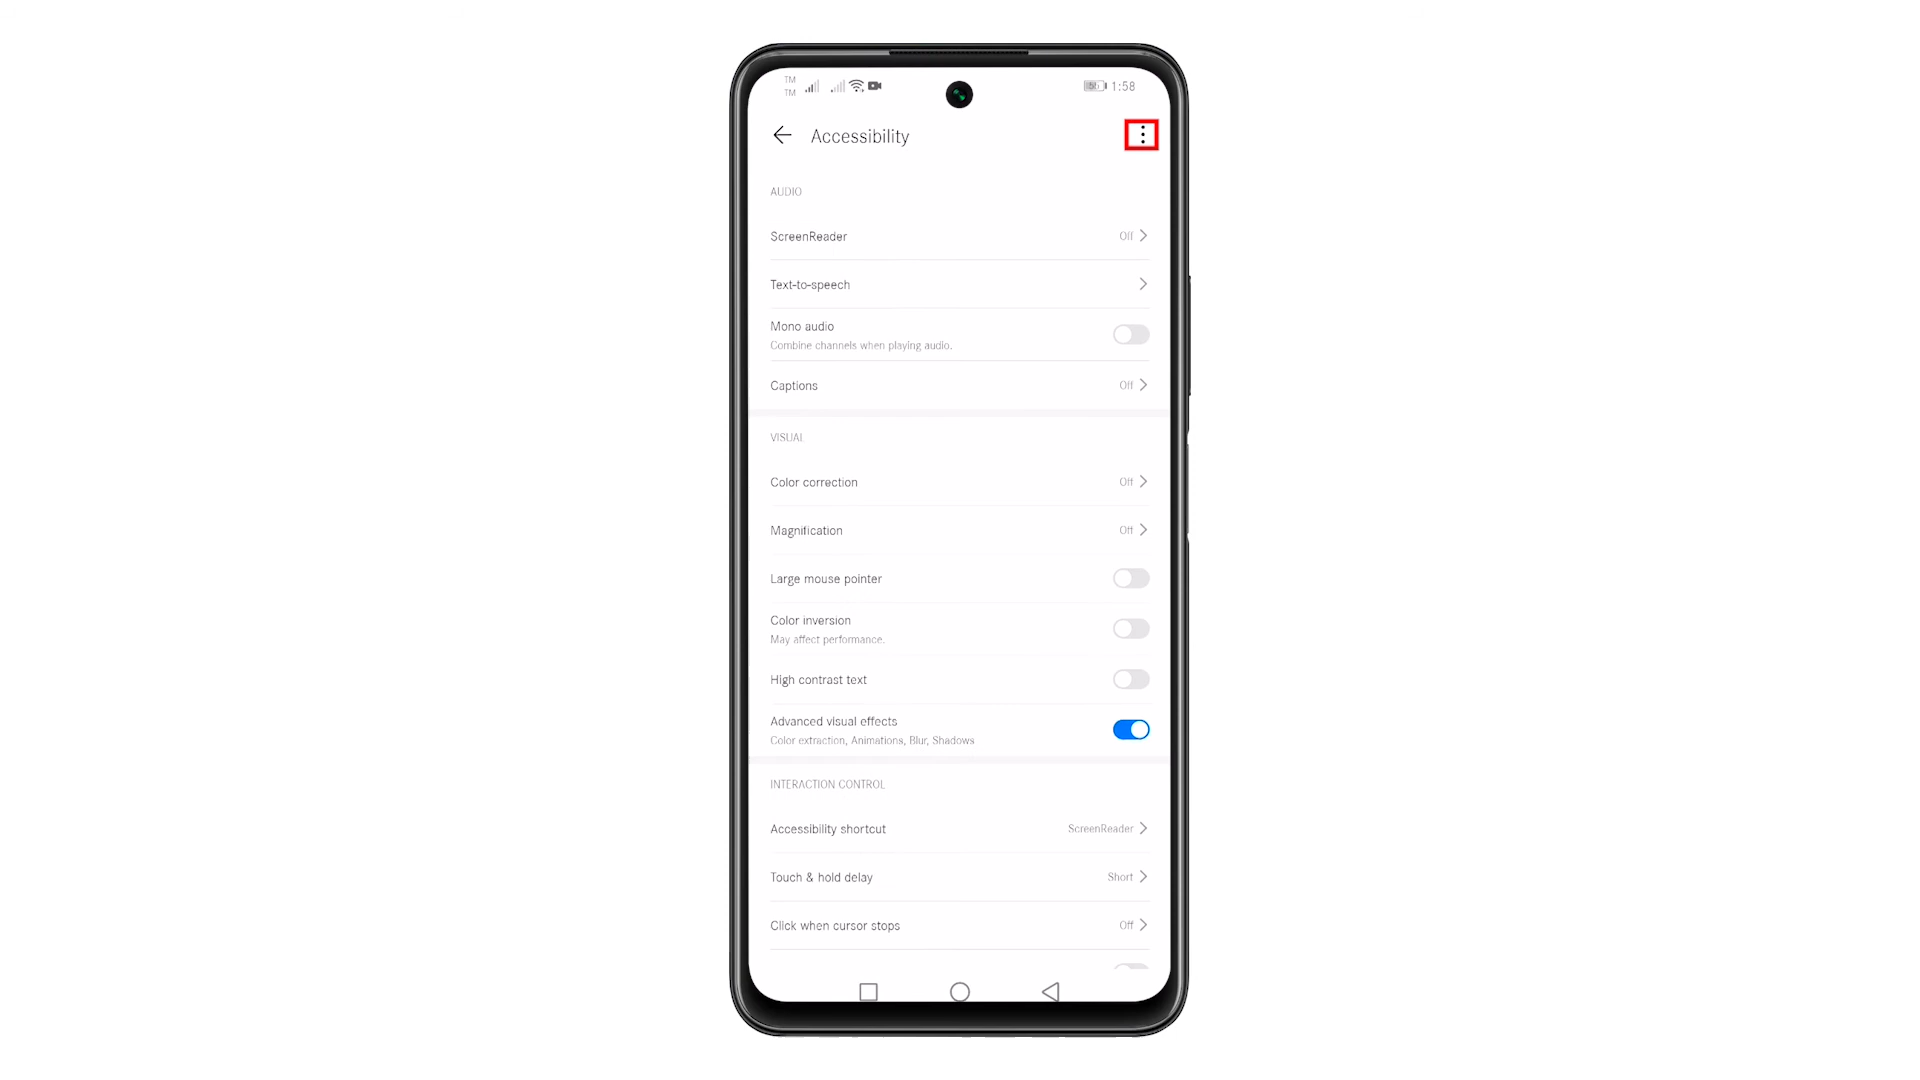 TM
TM
55 1:58
Accessibility
AUDIO
ScreenReader Off
Text-to-speech
Mono audio
Combine channels when playing audio.
Captions Off
VISUAL
Color correction Off
Magnification Off
Large mouse pointer
Color inversion
May affect performance.
High contrast text
Advanced visual effects
Color extraction, Animations, Blur, Shadows
INTERACTION CONTROL
Accessibility shortcut ScreenReader
Touch & hold delay Short
Click when cursor stops Off